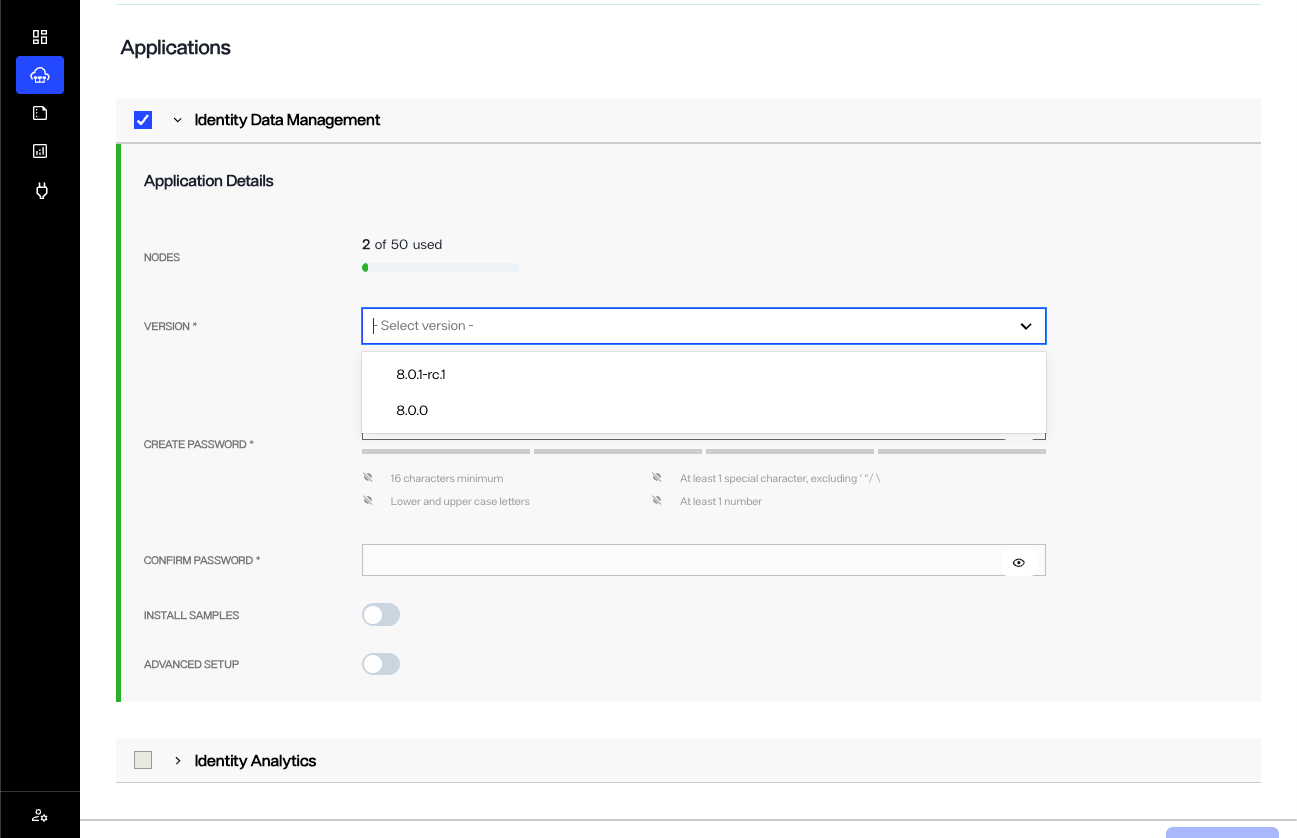 Applications
Identity Data Management
Application Details
NODES
2 of 50 used
VERSION *
- Select version -
8.0.1-rc.1
8.0.0
CREATE PASSWORD *
16 characters minimum
At least 1 special character, excluding ' " / \
Lower and upper case letters
At least 1 number
CONFIRM PASSWORD *
INSTALL SAMPLES
ADVANCED SETUP
Identity Analytics